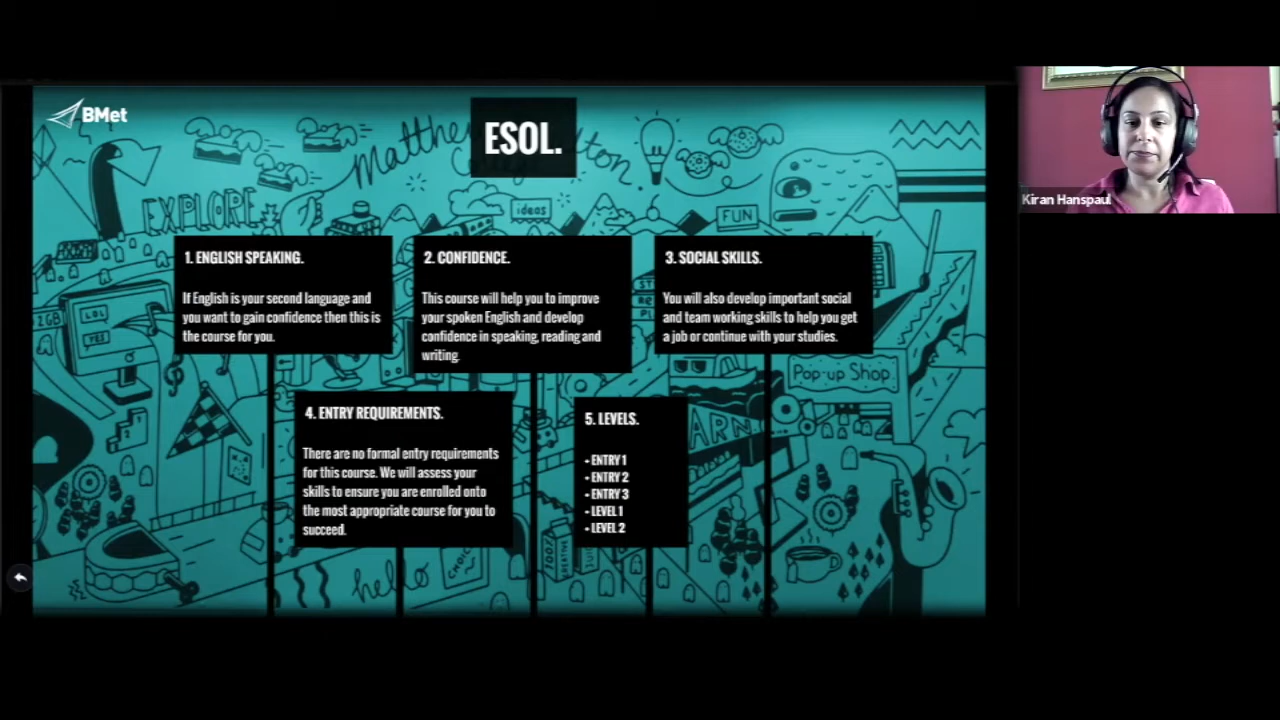 BMet
ESOL.
EXPLORE
ideas
FUN
Kiran Hanspaul
1. ENGLISH SPEAKING.
If English is your second language and
you want to gain confidence then this is
the course for you.
2. CONFIDENCE.
This course will help you to improve
your spoken English and develop
confidence in speaking, reading and
writing.
3. SOCIAL SKILLS.
You will also develop important social
and team working skills to help you get
a job or continue with your studies.
LOL
YES
2GB
Pop-up Shop
4. ENTRY REQUIREMENTS.
There are no formal entry requirements
for this course. We will assess your
skills to ensure you are enrolled onto
the most appropriate course for you to
succeed.
5. LEVELS.
- ENTRY 1
- ENTRY 2
- ENTRY 3
- LEVEL 1
- LEVEL 2
hello
100%